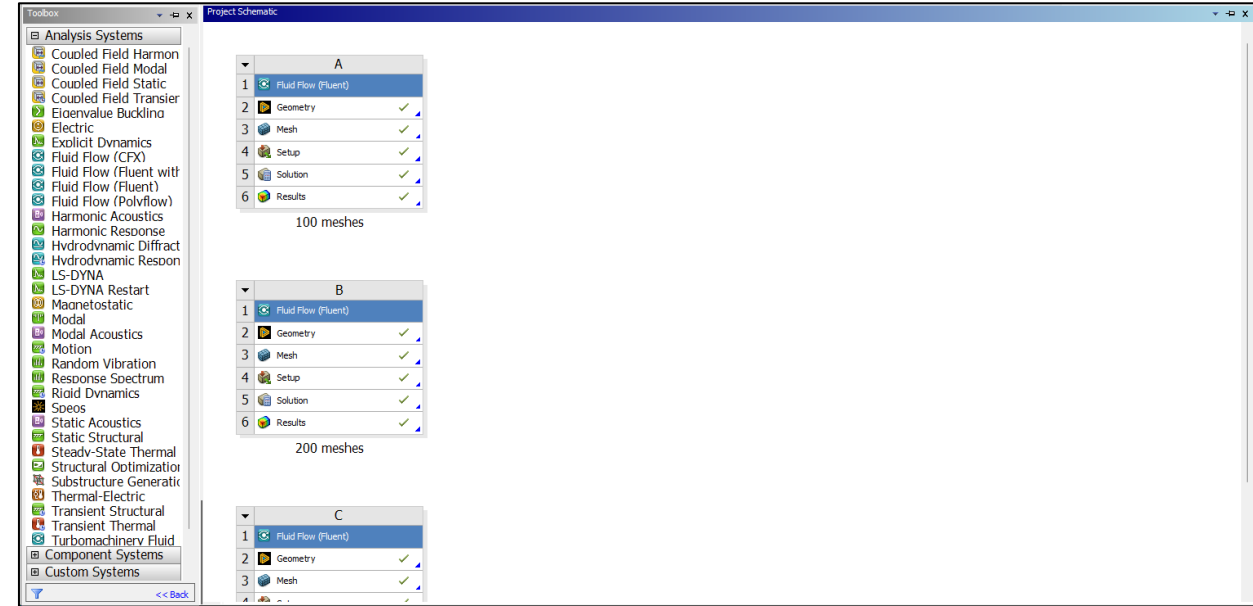 Toolbox
Analysis Systems
Coupled Field Harmon
Coupled Field Modal
Coupled Field Static
Coupled Field Transier
Eigenvalue Buckling
Electric
Explicit Dynamics
Fluid Flow (CFX)
Fluid Flow (Fluent with
Fluid Flow (Fluent)
Fluid Flow (Polyflow)
Harmonic Acoustics
Harmonic Response
Hydrodynamic Diffract
Hydrodynamic Respon
LS-DYNA
LS-DYNA Restart
Magnetostatic
Modal
Modal Acoustics
Motion
Random Vibration
Response Spectrum
Rigid Dynamics
Speos
Static Acoustics
Static Structural
Steady-State Thermal
Structural Optimization
Substructure Generatic
Thermal-Electric
Transient Structural
Transient Thermal
Turbomachinery Fluid
Component Systems
Custom Systems
<< Back
Project Schematic
A
1 Fluid Flow (Fluent)
2 Geometry
3 Mesh
4 Setup
5 Solution
6 Results
100 meshes
B
1 Fluid Flow (Fluent)
2 Geometry
3 Mesh
4 Setup
5 Solution
6 Results
200 meshes
C
1 Fluid Flow (Fluent)
2 Geometry
3 Mesh
4